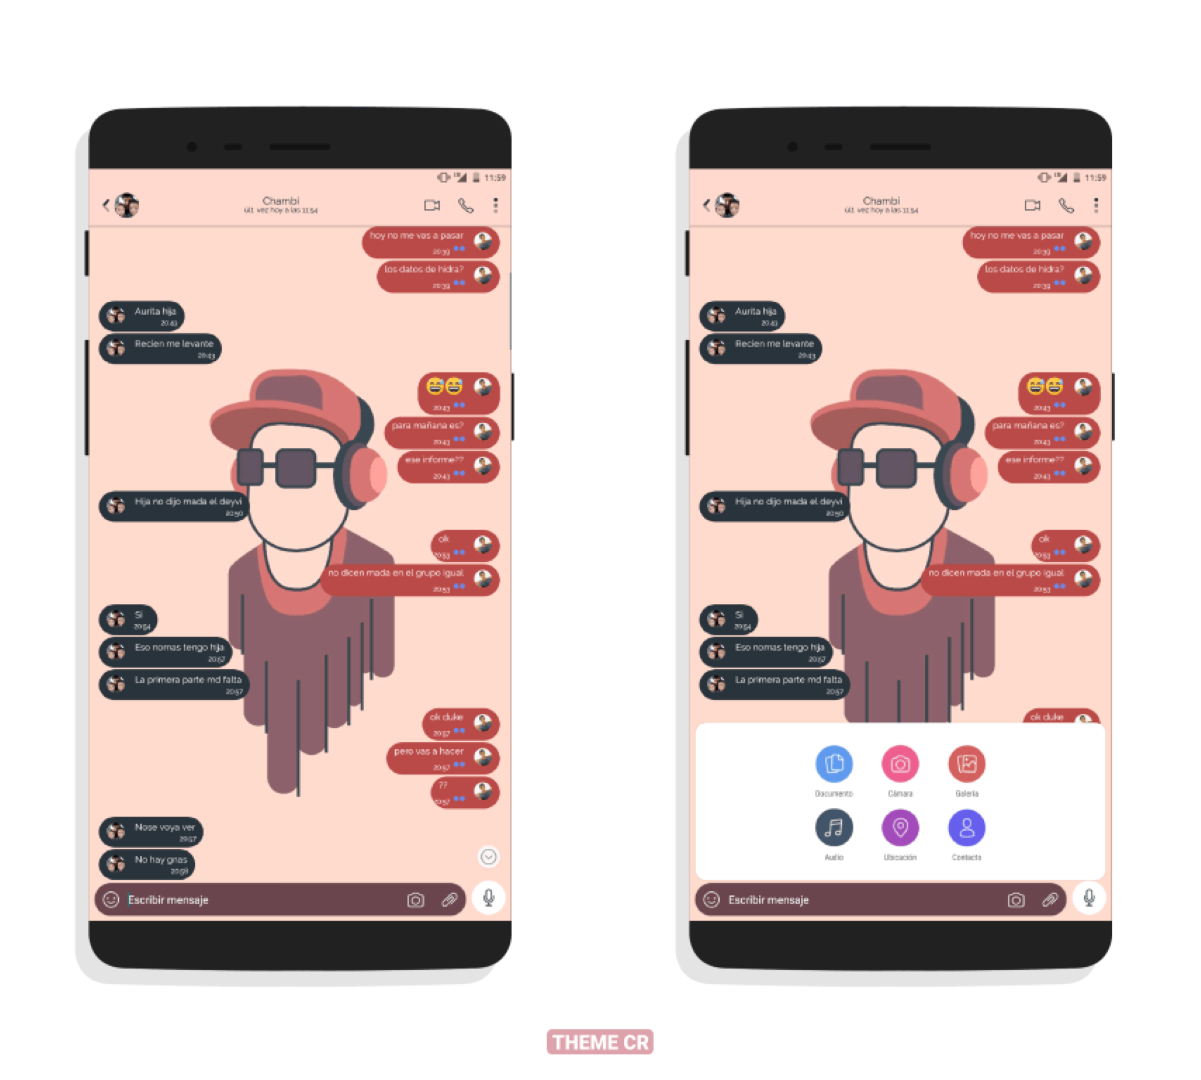 11:59
Chambi
últ. vez hoy a las 11:54
hoy no me vas a pasar
20:39
los datos de hidra?
20:39
Aurita hija
20:43
Recien me levante
20:43
20:43
para mañana es?
20:43
ese informe??
20:43
Hija no dijo mada el deyvi
20:50
ok
20:53
no dicen mada en el grupo igual
20:53
Si
20:54
Eso nomas tengo hija
20:57
La primera parte md falta
20:57
ok duke
20:57
pero vas a hacer
20:57
??
20:57
Nose voya ver
20:57
No hay gnas
20:58
Escribir mensaje
11:59
Chambi
últ. vez hoy a las 11:54
hoy no me vas a pasar
20:39
los datos de hidra?
20:39
Aurita hija
20:43
Recien me levante
20:43
20:43
para mañana es?
20:43
ese informe??
20:43
Hija no dijo mada el deyvi
20:50
ok
20:53
no dicen mada en el grupo igual
20:53
Si
20:54
Eso nomas tengo hija
20:57
La primera parte md falta
20:57
ok duke
Documento Cámara Galería
Audio Ubicación Contacto
Escribir mensaje
THEME CR